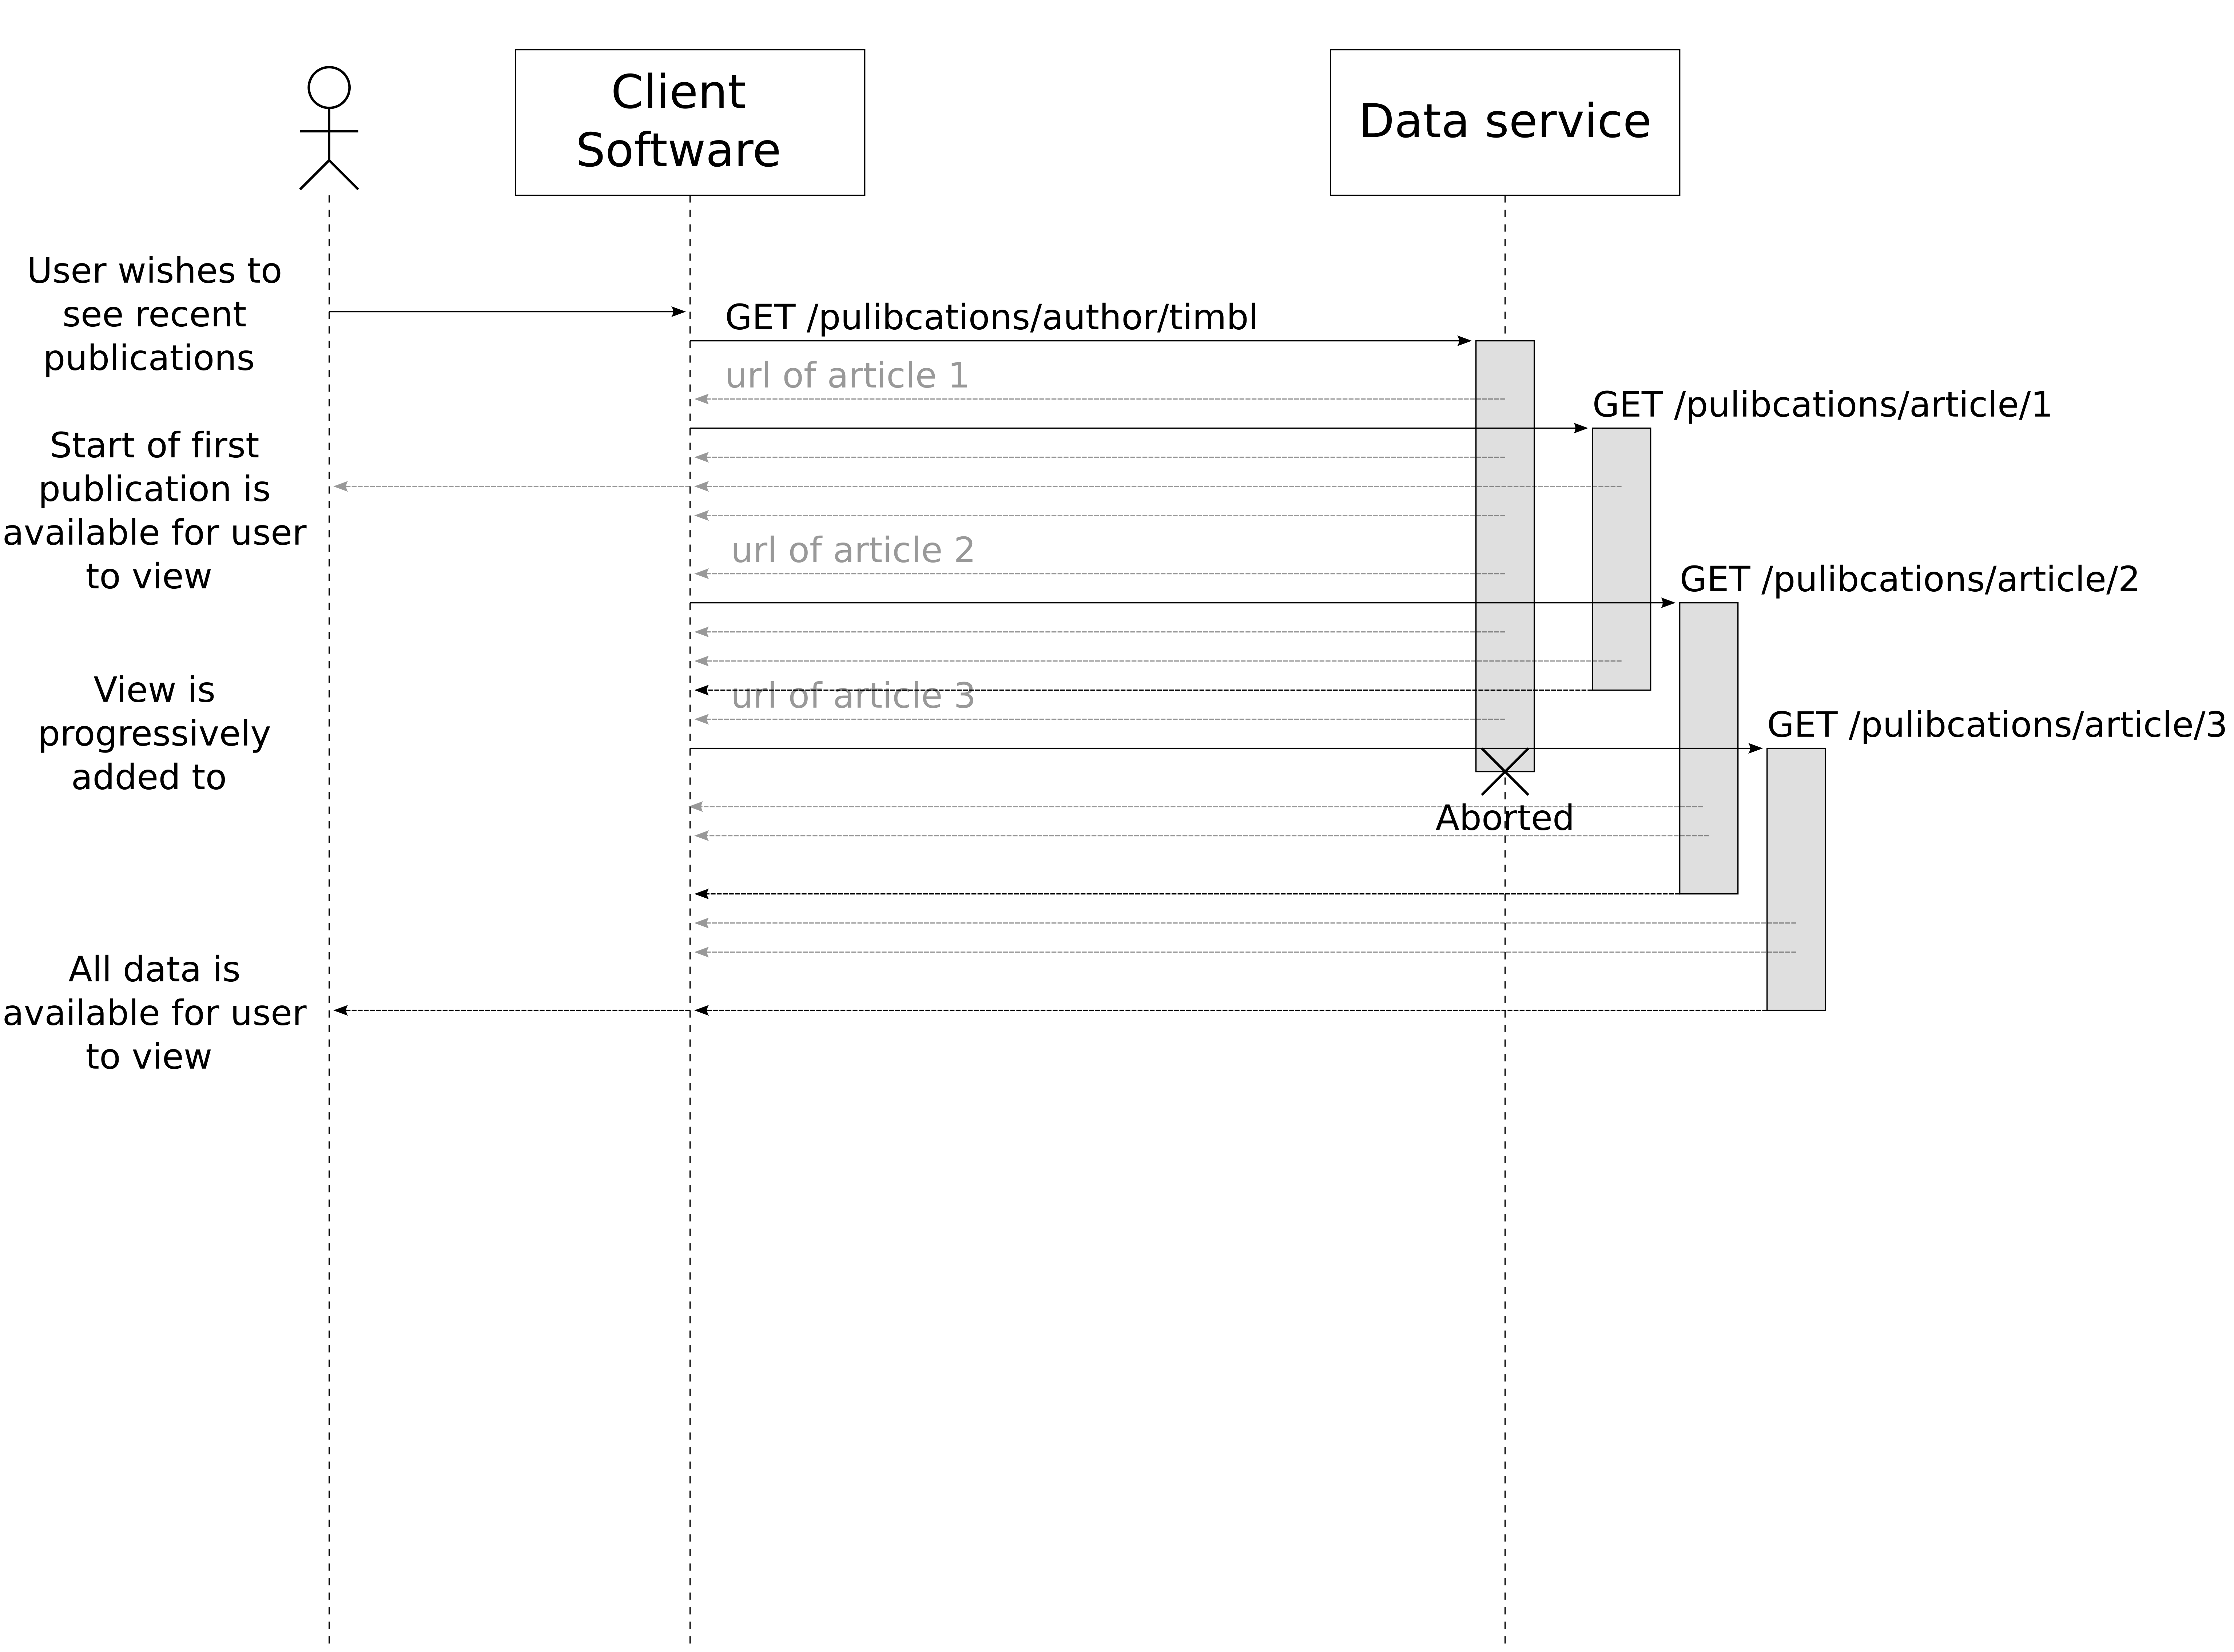 Client
Software
Data service
User wishes to
see recent
publications
GET /pulibcations/author/timbl
url of article 1
GET /pulibcations/article/1
Start of first
publication is
available for user
to view
url of article 2
GET /pulibcations/article/2
View is
progressively
added to
url of article 3
GET /pulibcations/article/3
Aborted
All data is
available for user
to view